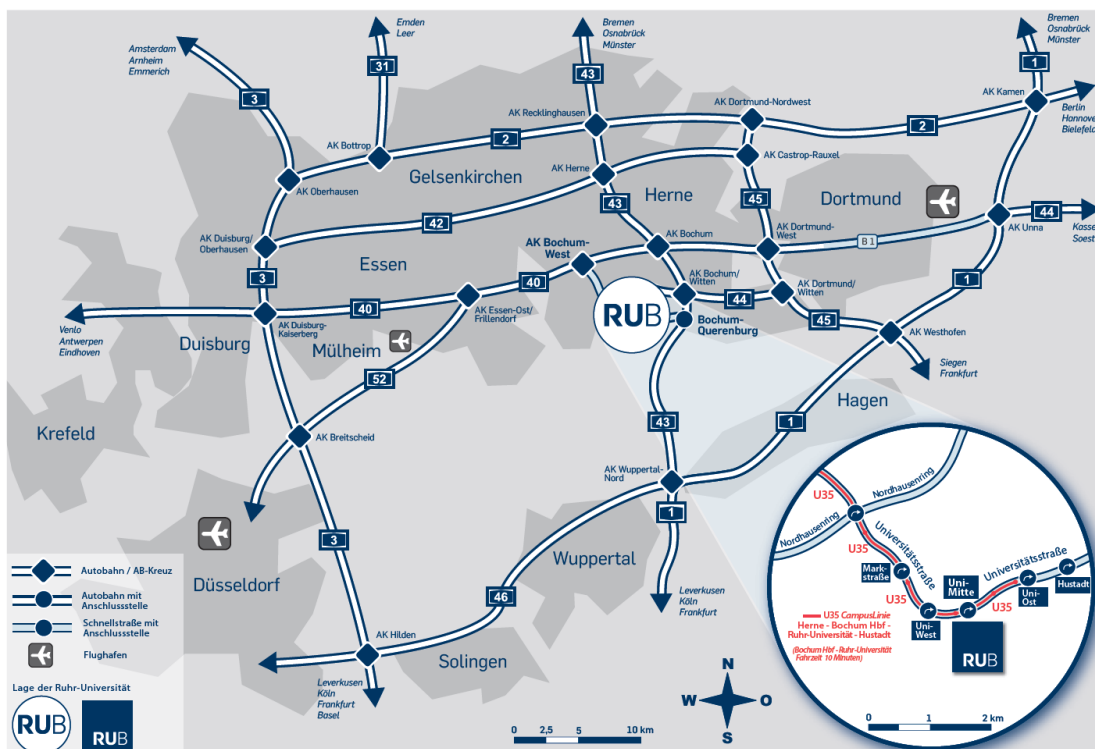 Emden
Leer
Bremen
Osnabrück
Münster
Bremen
Osnabrück
Münster
Amsterdam
Arnheim
Emmerich
31
43
1
3
AK Kamen
Berlin
Hannover
Bielefeld
AK Recklinghausen
AK Dortmund-Nordwest
2
2
AK Bottrop
AK Oberhausen
Gelsenkirchen
AK Herne
AK Castrop-Rauxel
43
Herne
45
Dortmund
42
44
Kassel
Soest
AK Unna
AK Duisburg/
Oberhausen
AK Bochum-
West
AK Bochum
AK Dortmund-
West
B 1
Essen
3
40
40
AK Bochum/
Witten
44
AK Dortmund/
Witten
1
AK Essen-Ost/
Frillendorf
RUB
Bochum-
Querenburg
45
AK Westhofen
Venlo
Antwerpen
Eindhoven
AK Duisburg-
Kaiserberg
Duisburg
Mülheim
52
Siegen
Frankfurt
Hagen
Krefeld
AK Breitscheid
43
1
AK Wuppertal-
Nord
1
3
Düsseldorf
Wuppertal
46
Leverkusen
Köln
Frankfurt
AK Hilden
Solingen
Leverkusen
Köln
Frankfurt
Basel
Autobahn / AB-Kreuz
Autobahn mit
Anschlussstelle
Schnellstraße mit
Anschlussstelle
Flughafen
Lage der Ruhr-Universität
RUB
RUB
0 2,5 5 10 km
N
W O
S
U35
Nordhausenring
Nordhausenring
U35
Universitätsstraße
Mark-
straße
U35
Uni-
West
Uni-
Mitte
U35
Universitätsstraße
Uni-
Ost
Hustadt
RUB
U35 CampusLinie
Herne - Bochum Hbf -
Ruhr-Universität - Hustadt
(Bochum Hbf - Ruhr-Universität
Fahrzeit 10 Minuten)
0 1 2 km